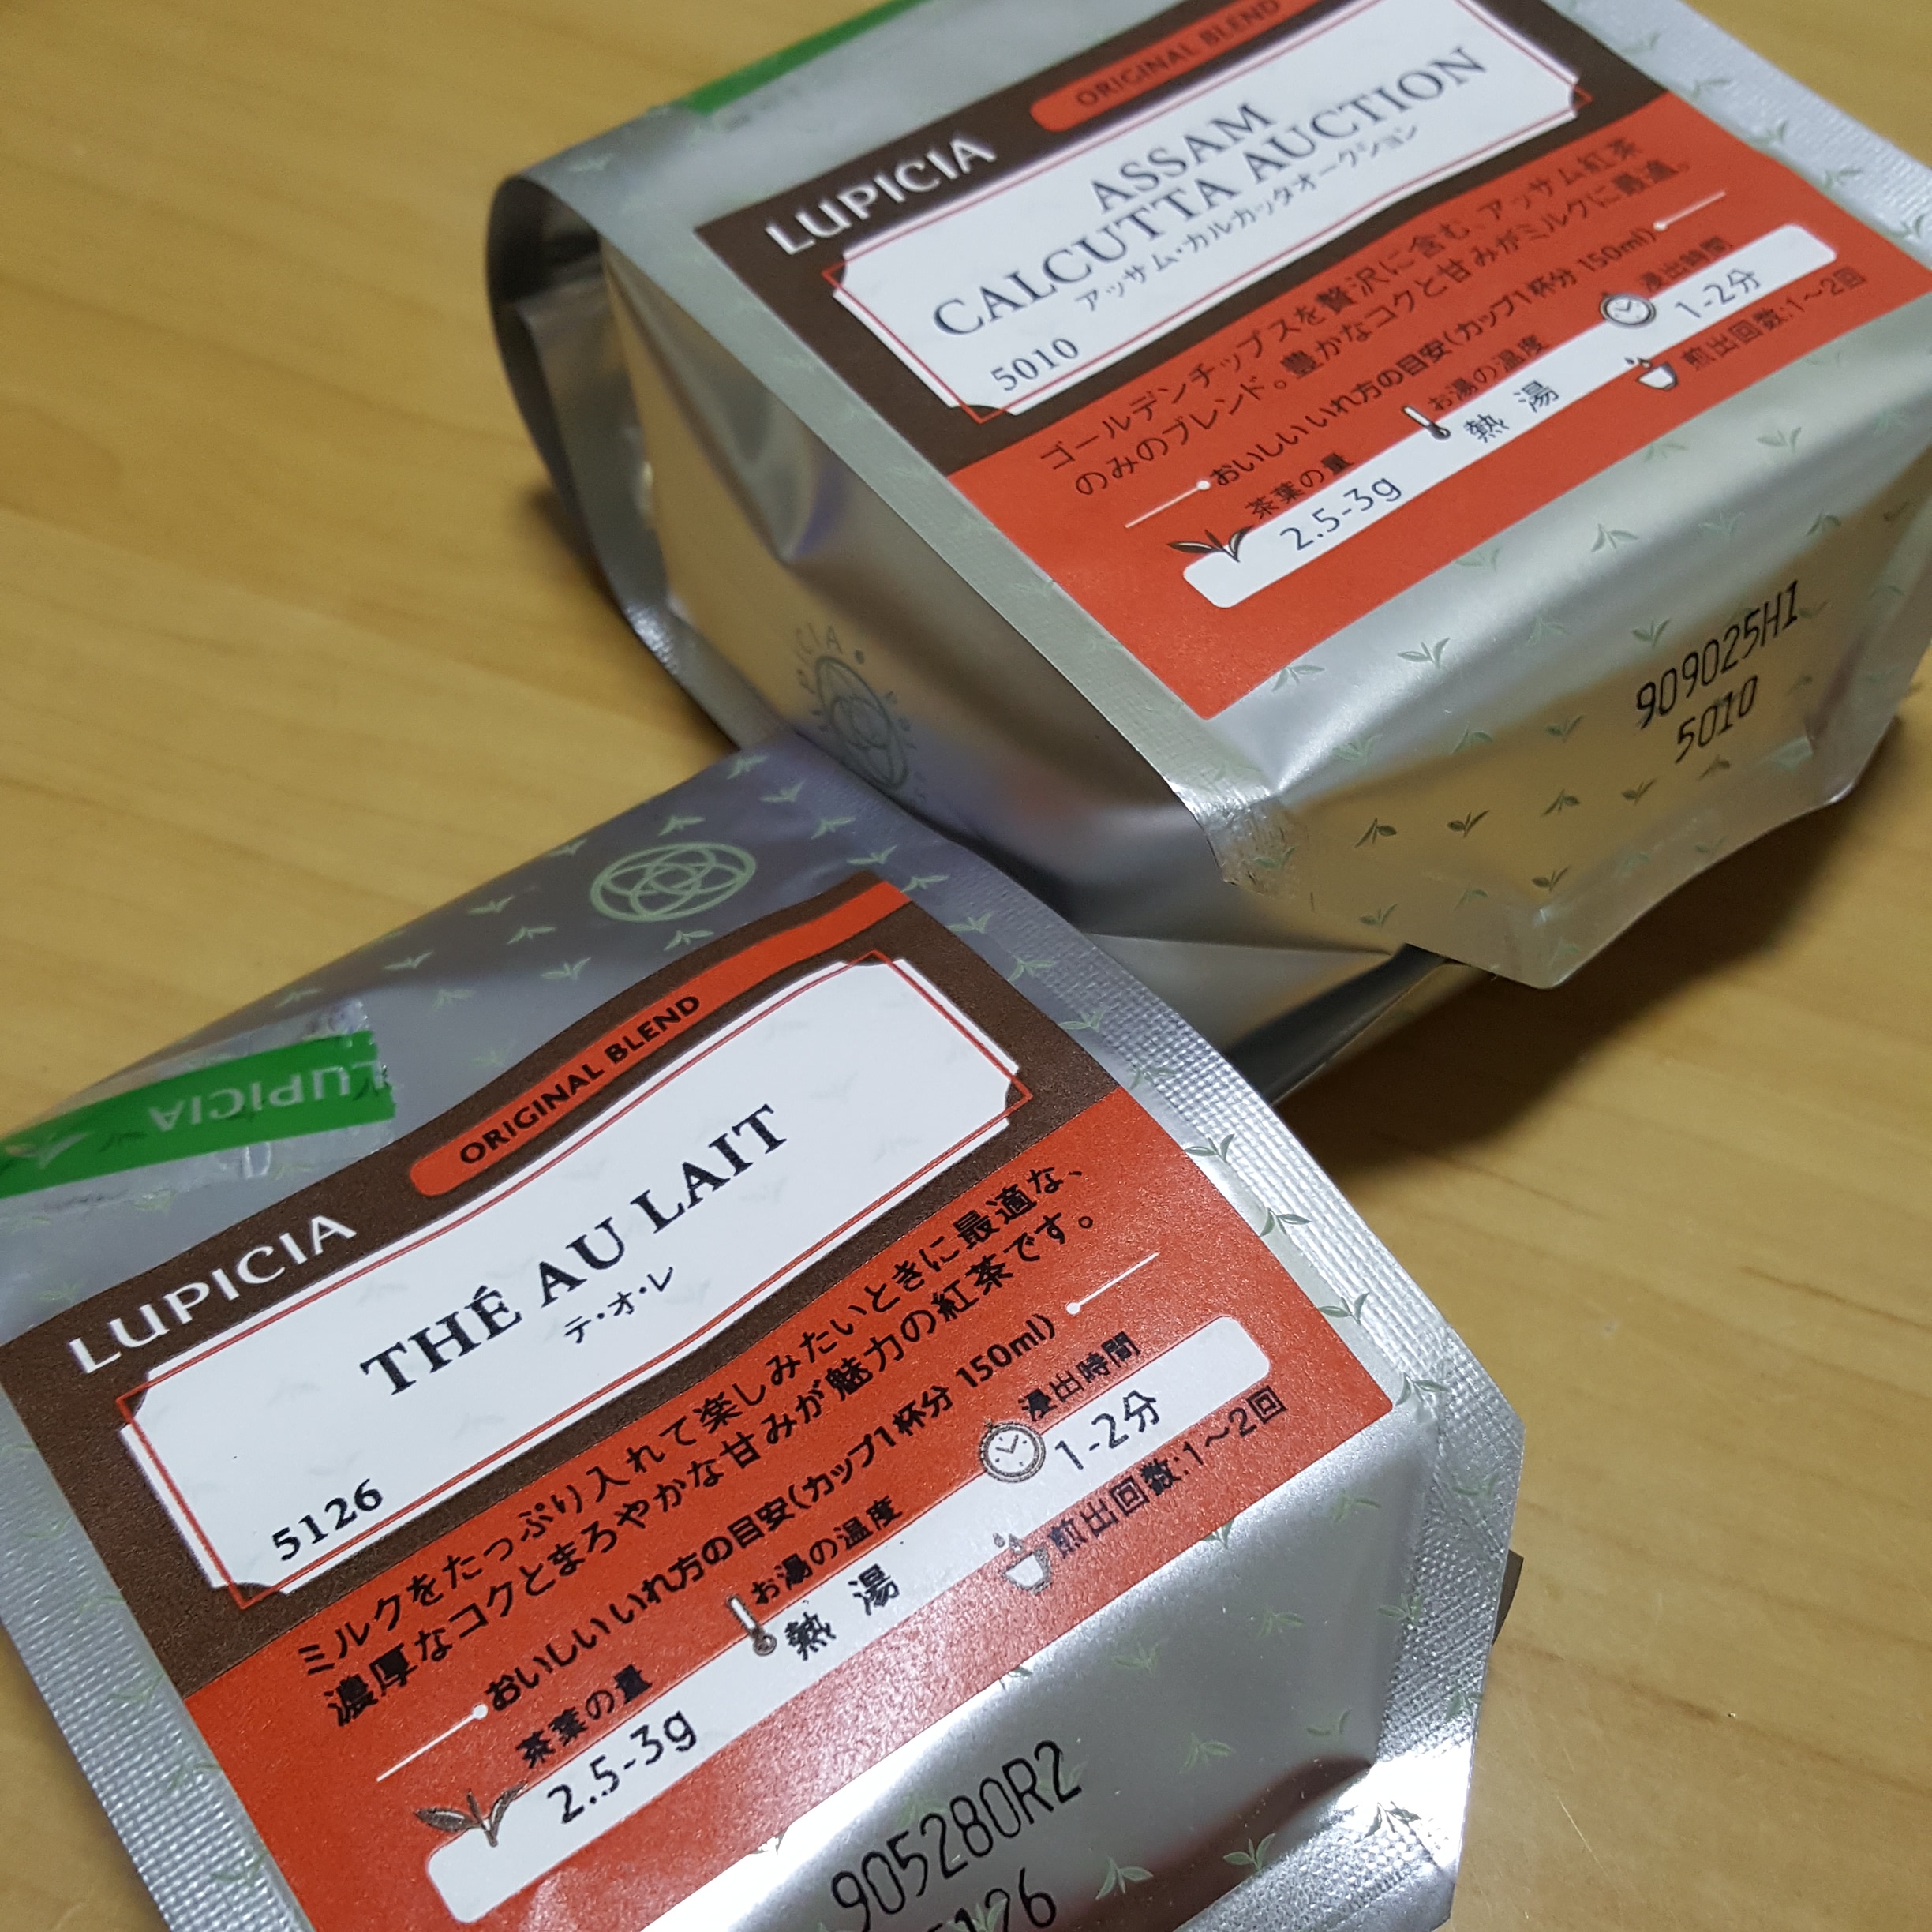 ORIGINAL BLEND
LUPICIA
ASSAM
CALCUTTA AUCTION
アッサム・カルカッタオークション
5010
ゴールデンチップスを贅沢に含む、アッサム紅茶
のみのブレンド。豊かなコクと甘みがミルクに最適。
おいしいいれ方の目安(カップ1杯分 150ml)
茶葉の量
2.5-3g
お湯の温度
熱 湯
浸出時間
1-2分
煎出回数:1〜2回
909025HI
5010
LUPICIA
ORIGINAL BLEND
LUPICIA
THÉ AU LAIT
テ・オ・レ
5126
ミルクをたっぷり入れて楽しみたいときに最適な、
濃厚なコクとまろやかな甘みが魅力の紅茶です。
おいしいいれ方の目安(カップ1杯分 150ml)
茶葉の量
2.5-3g
お湯の温度
熱 湯
浸出時間
1-2分
煎出回数:1〜2回
905280R2
5126